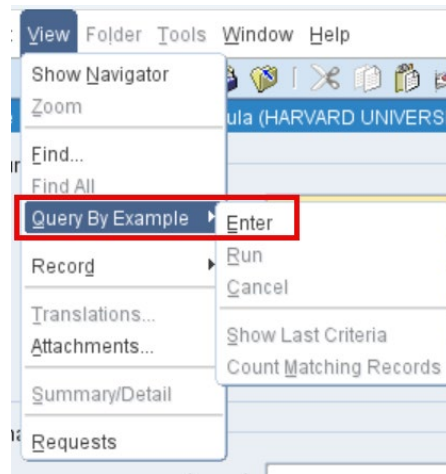 View Folder Tools Window Help
Show Navigator
Zoom
ula (HARVARD UNIVERS
Find...
Find All
Query By Example
Enter
Run
Cancel
Show Last Criteria
Count Matching Records
Record
Translations...
Attachments...
Summary/Detail
Requests